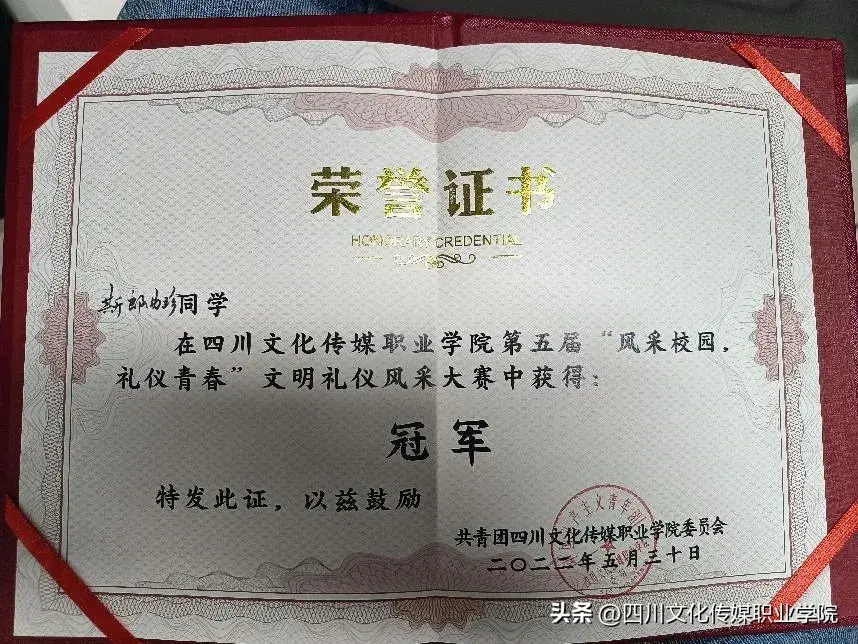 荣誉证书
HONORARY CREDENTIAL
斯郎如珍同学
在四川文化传媒职业学院第五届“风采校园，
礼仪青春”文明礼仪风采大赛中获得：
冠军
特发此证，以兹鼓励
共青团四川文化传媒职业学院委员会
二〇二二年五月三十日
头条 @四川文化传媒职业学院